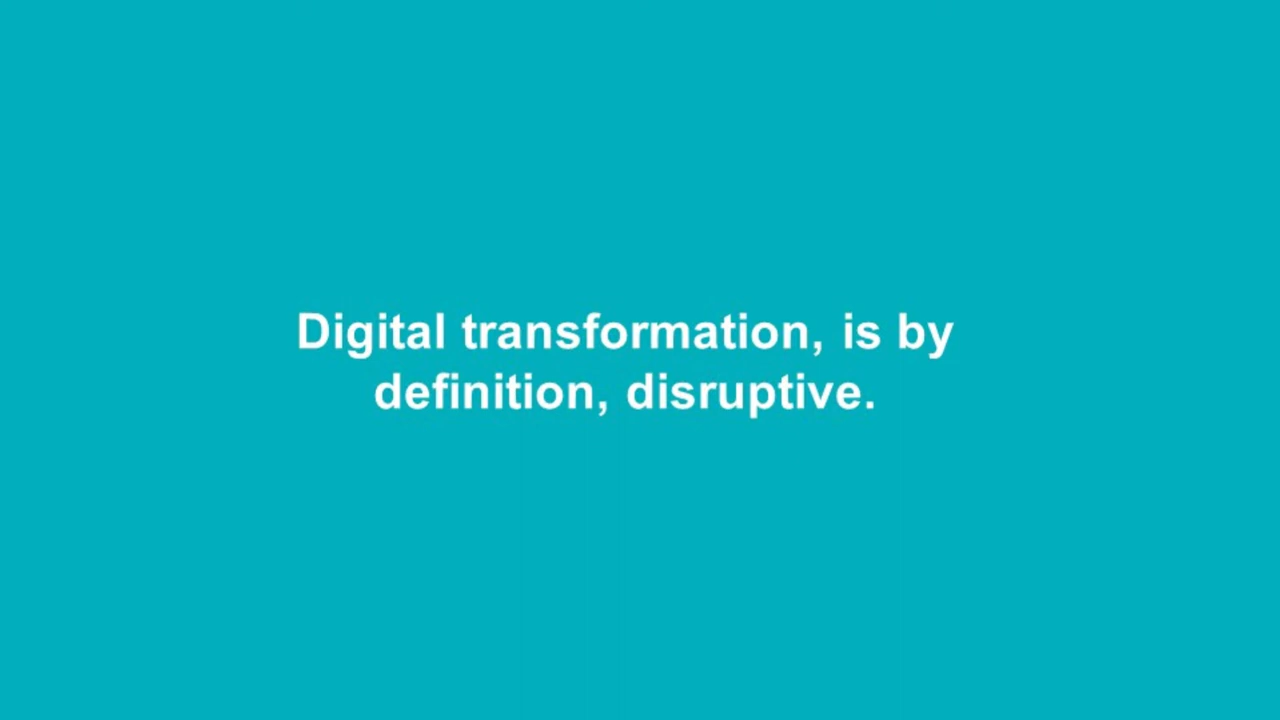 Digital transformation, is by
definition, disruptive.